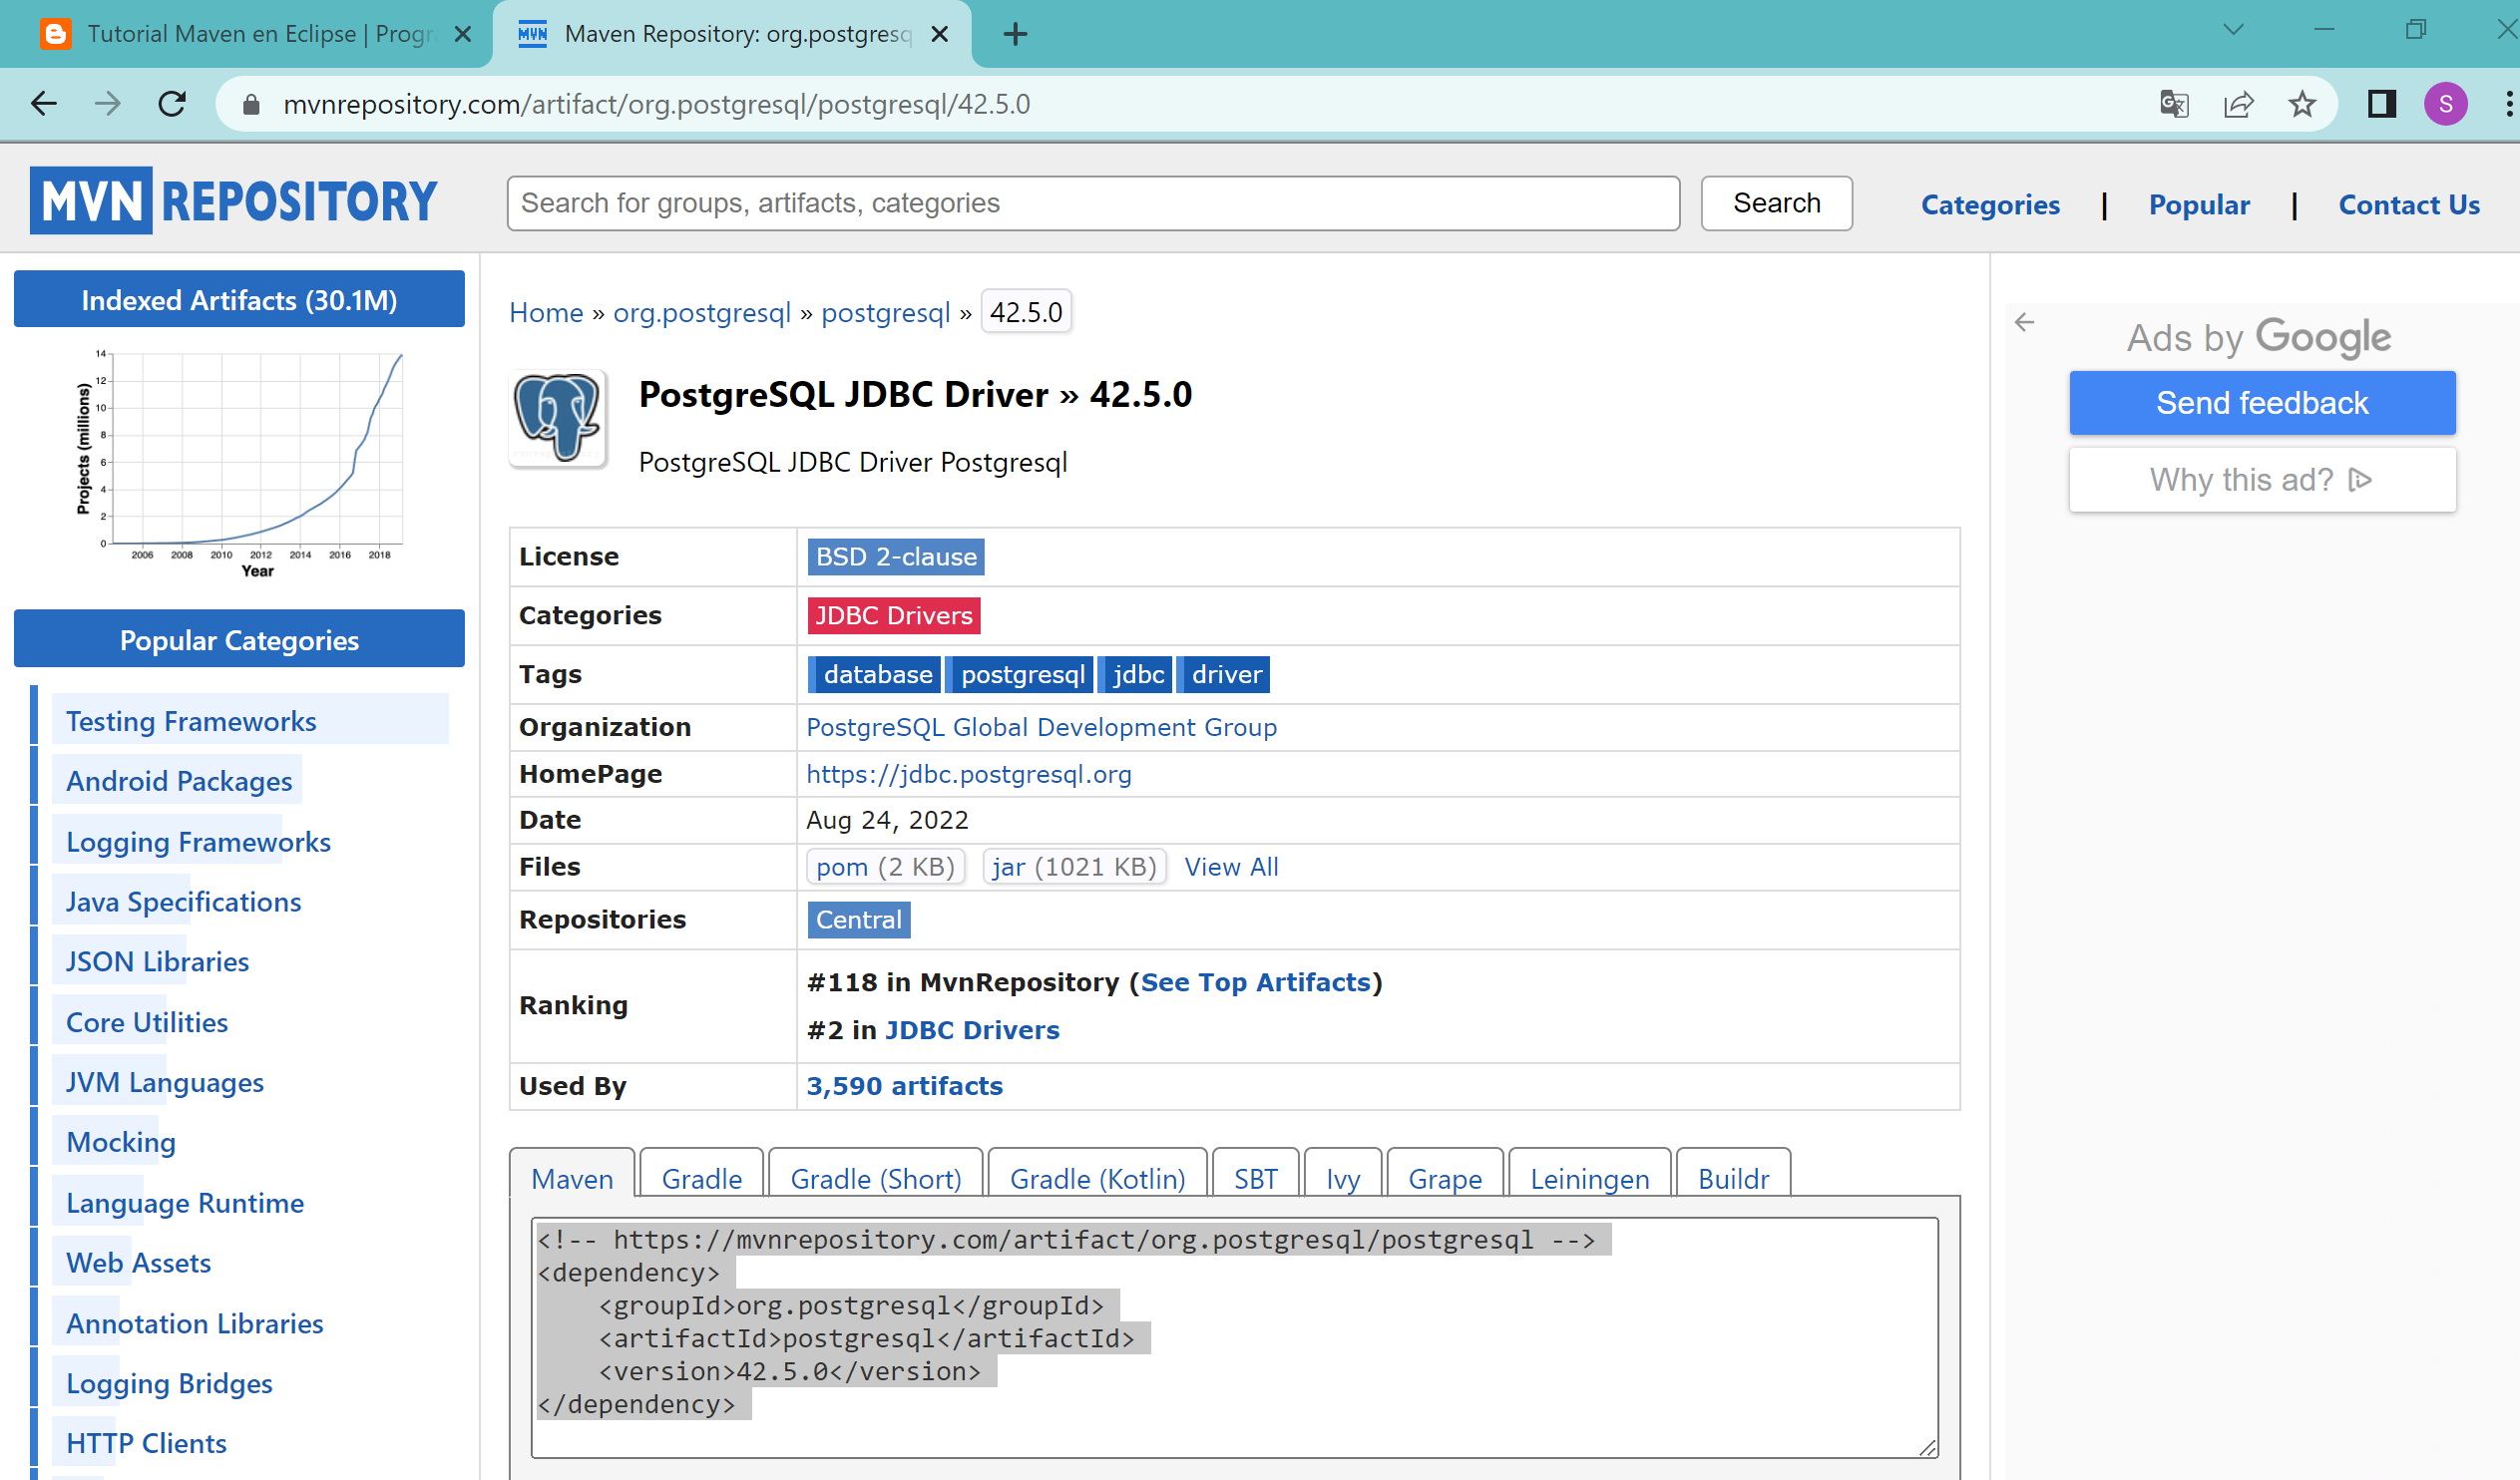 Tutorial Maven en Eclipse | Progr
Maven Repository: org.postgresq
mvnrepository.com/artifact/org.postgresql/postgresql/42.5.0
S
MVN REPOSITORY
Search for groups, artifacts, categories
Search
Categories | Popular | Contact Us
Indexed Artifacts (30.1M)
Projects (millions)
14
12
10
8
6
4
2
0
2006 2008 2010 2012 2014 2016 2018
Year
Popular Categories
Testing Frameworks
Android Packages
Logging Frameworks
Java Specifications
JSON Libraries
Core Utilities
JVM Languages
Mocking
Language Runtime
Web Assets
Annotation Libraries
Logging Bridges
HTTP Clients
Home » org.postgresql » postgresql » 42.5.0
PostgreSQL JDBC Driver » 42.5.0
PostgreSQL JDBC Driver Postgresql
License BSD 2-clause
Categories JDBC Drivers
Tags database postgresql jdbc driver
Organization PostgreSQL Global Development Group
HomePage https://jdbc.postgresql.org
Date Aug 24, 2022
Files pom (2 KB) jar (1021 KB) View All
Repositories Central
Ranking #118 in MvnRepository (See Top Artifacts)
#2 in JDBC Drivers
Used By 3,590 artifacts
Maven Gradle Gradle (Short) Gradle (Kotlin) SBT Ivy Grape Leiningen Buildr
<!-- https://mvnrepository.com/artifact/org.postgresql/postgresql -->
<dependency>
    <groupId>org.postgresql</groupId>
    <artifactId>postgresql</artifactId>
    <version>42.5.0</version>
</dependency>
Ads by Google
Send feedback
Why this ad?